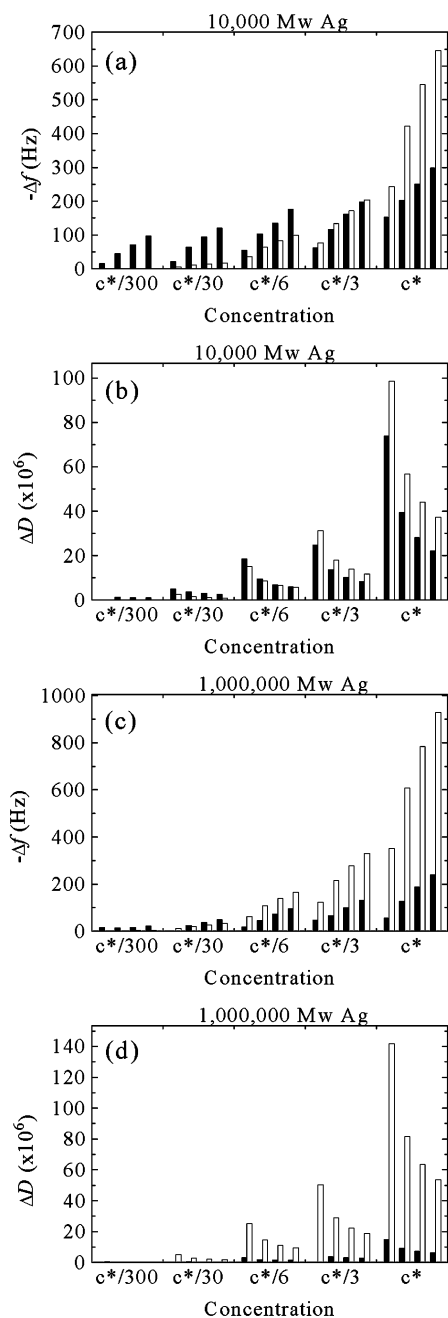 10,000 Mw Ag
(a)
-Δf (Hz)
700
600
500
400
300
200
100
0
c*/300 c*/30 c*/6 c*/3 c*
Concentration
10,000 Mw Ag
(b)
ΔD (x10⁶)
100
80
60
40
20
0
c*/300 c*/30 c*/6 c*/3 c*
Concentration
1,000,000 Mw Ag
(c)
-Δf (Hz)
1000
800
600
400
200
0
c*/300 c*/30 c*/6 c*/3 c*
Concentration
1,000,000 Mw Ag
(d)
ΔD (x10⁶)
140
120
100
80
60
40
20
0
c*/300 c*/30 c*/6 c*/3 c*
Concentration